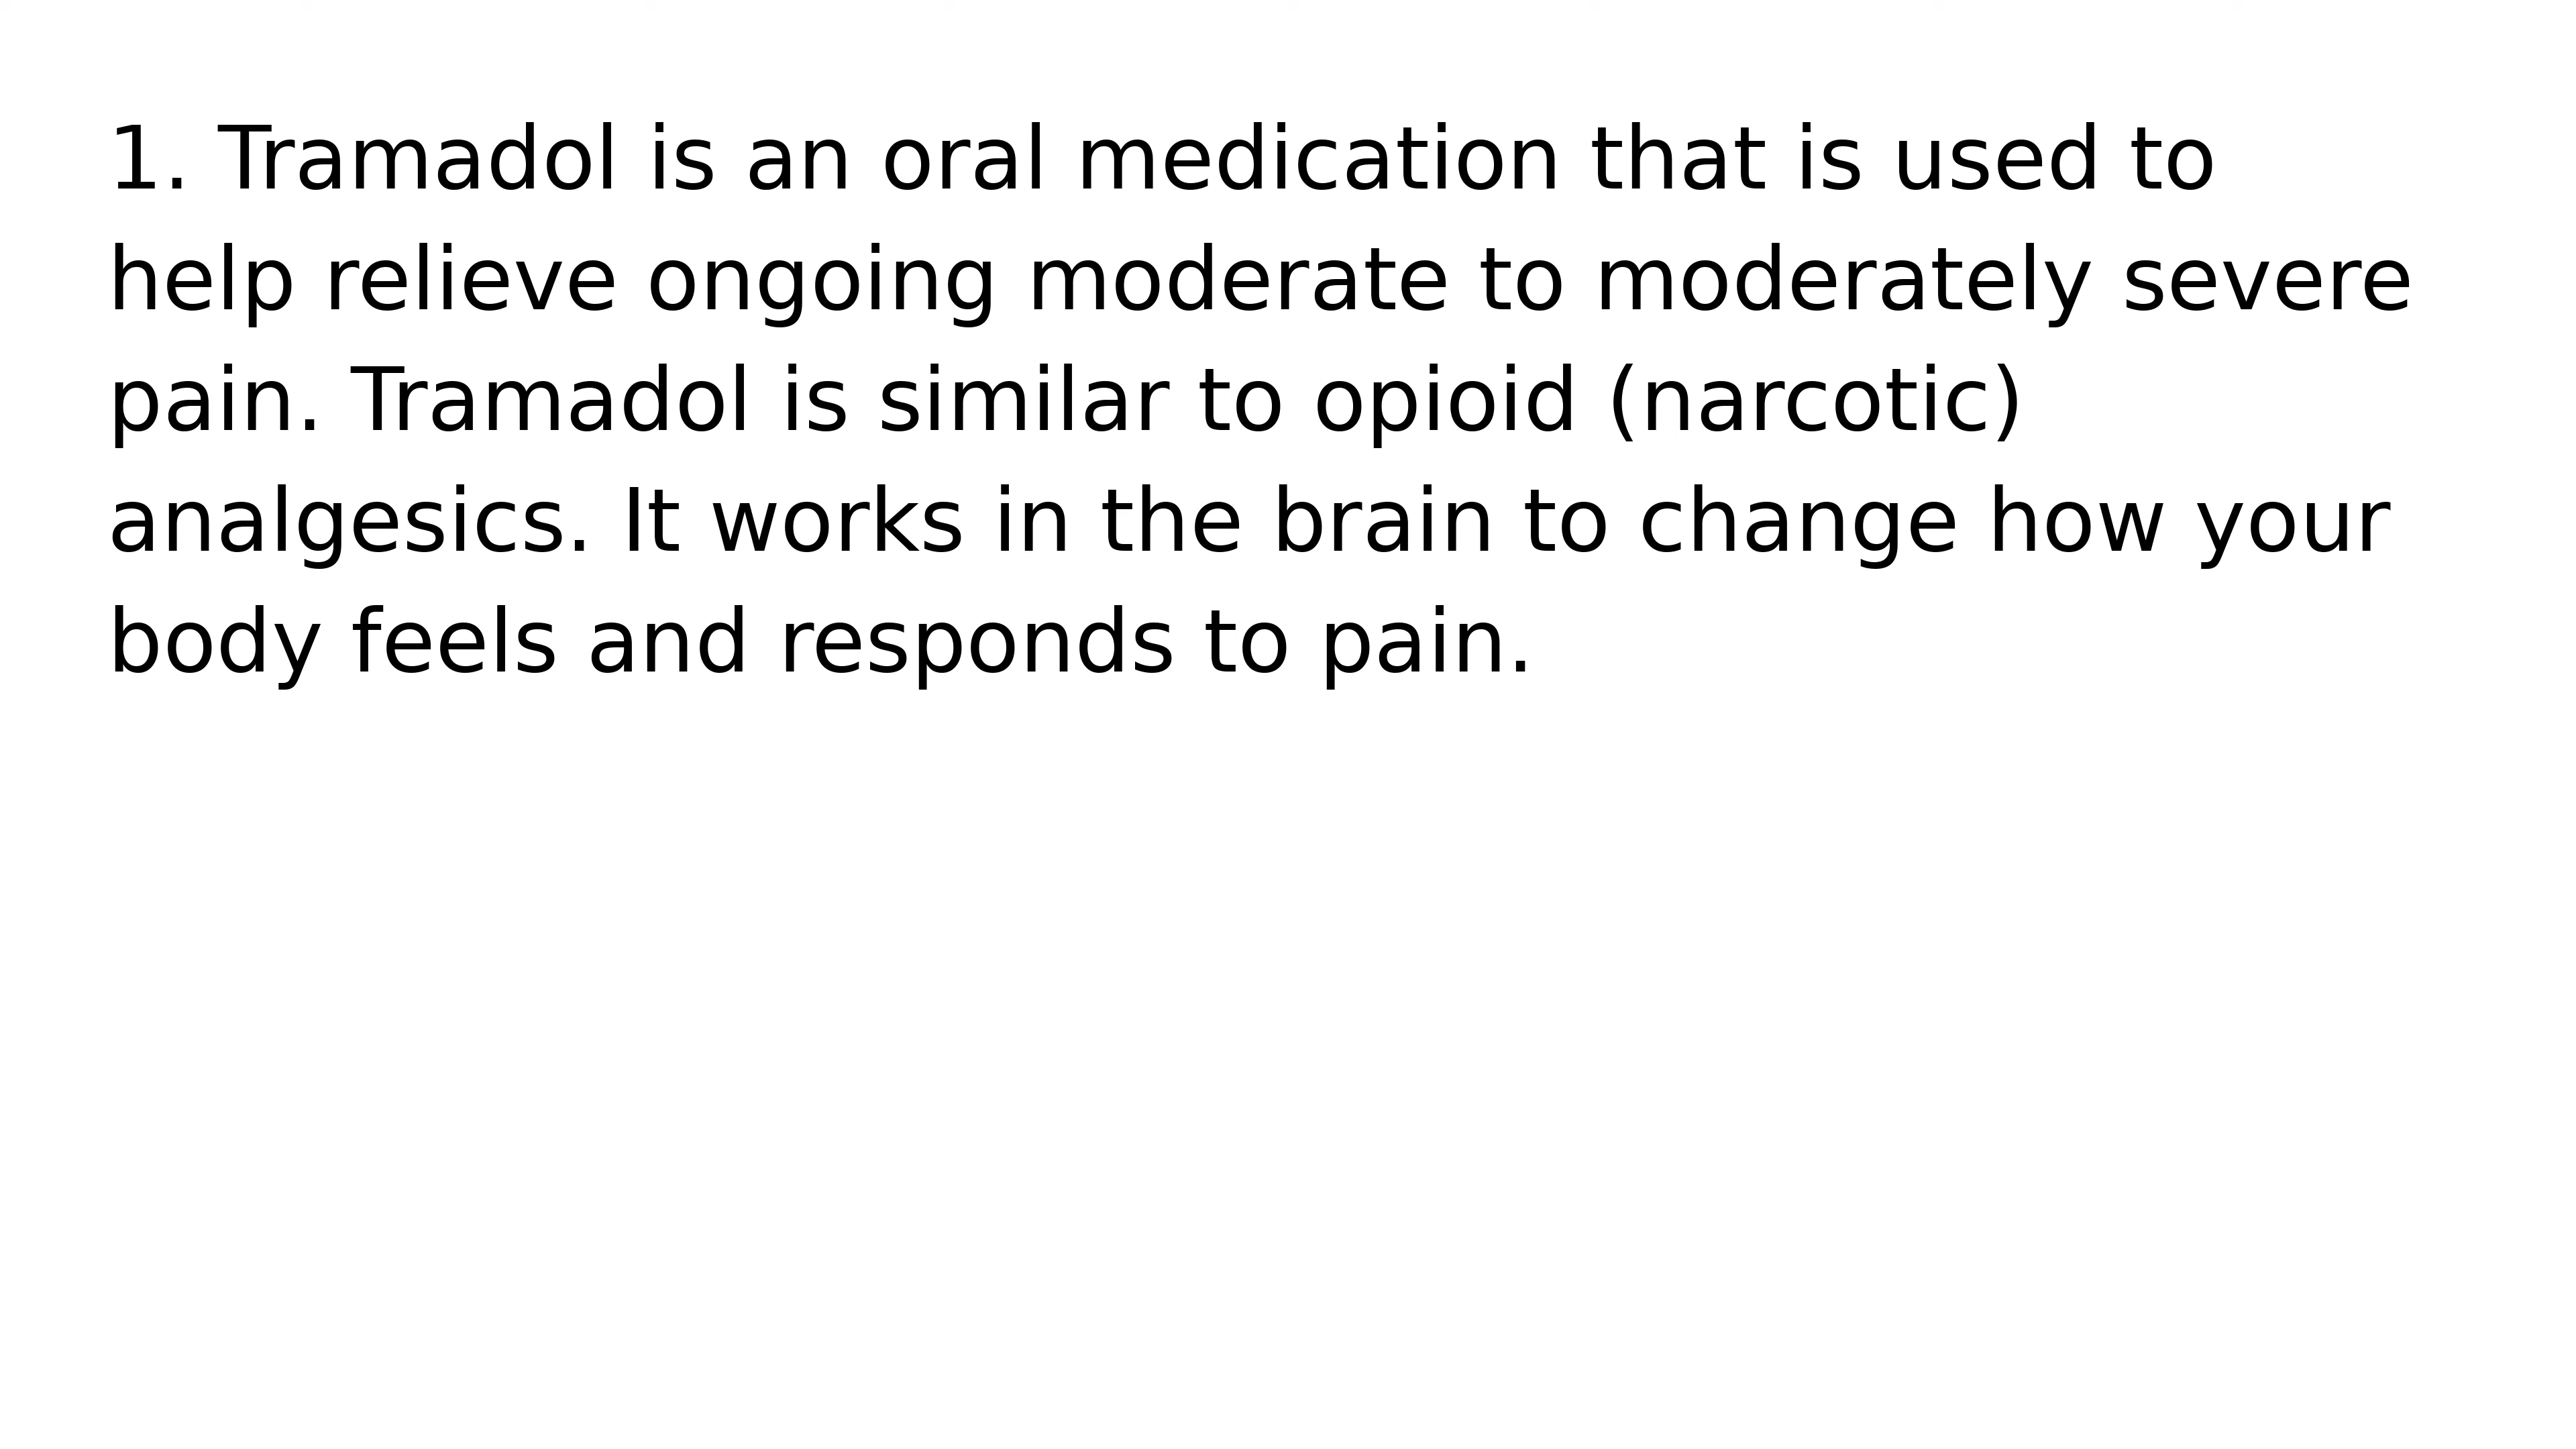 1. Tramadol is an oral medication that is used to
help relieve ongoing moderate to moderately severe
pain. Tramadol is similar to opioid (narcotic)
analgesics. It works in the brain to change how your
body feels and responds to pain.